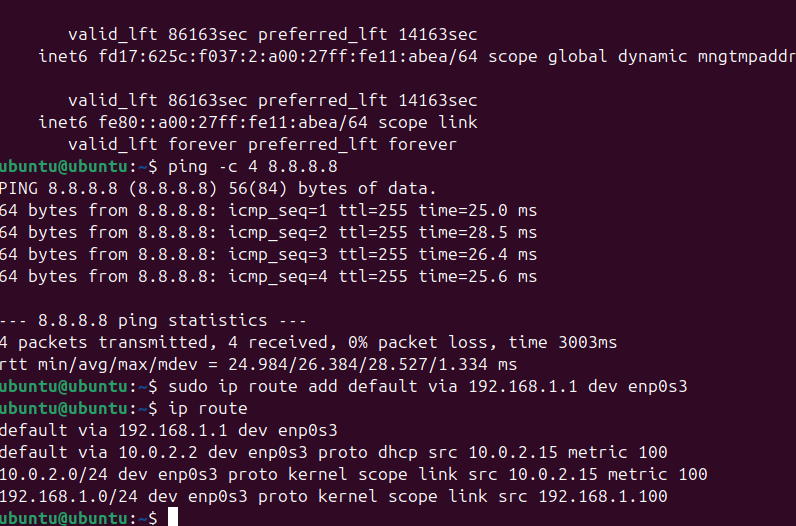 valid_lft 86163sec preferred_lft 14163sec
inet6 fd17:625c:f037:2:a00:27ff:fe11:abea/64 scope global dynamic mngtmpaddr
valid_lft 86163sec preferred_lft 14163sec
inet6 fe80::a00:27ff:fe11:abea/64 scope link
valid_lft forever preferred_lft forever
ubuntu@ubuntu:~$ ping -c 4 8.8.8.8
PING 8.8.8.8 (8.8.8.8) 56(84) bytes of data.
64 bytes from 8.8.8.8: icmp_seq=1 ttl=255 time=25.0 ms
64 bytes from 8.8.8.8: icmp_seq=2 ttl=255 time=28.5 ms
64 bytes from 8.8.8.8: icmp_seq=3 ttl=255 time=26.4 ms
64 bytes from 8.8.8.8: icmp_seq=4 ttl=255 time=25.6 ms
--- 8.8.8.8 ping statistics ---
4 packets transmitted, 4 received, 0% packet loss, time 3003ms
rtt min/avg/max/mdev = 24.984/26.384/28.527/1.334 ms
ubuntu@ubuntu:~$ sudo ip route add default via 192.168.1.1 dev enp0s3
ubuntu@ubuntu:~$ ip route
default via 192.168.1.1 dev enp0s3
default via 10.0.2.2 dev enp0s3 proto dhcp src 10.0.2.15 metric 100
10.0.2.0/24 dev enp0s3 proto kernel scope link src 10.0.2.15 metric 100
192.168.1.0/24 dev enp0s3 proto kernel scope link src 192.168.1.100
ubuntu@ubuntu:~$